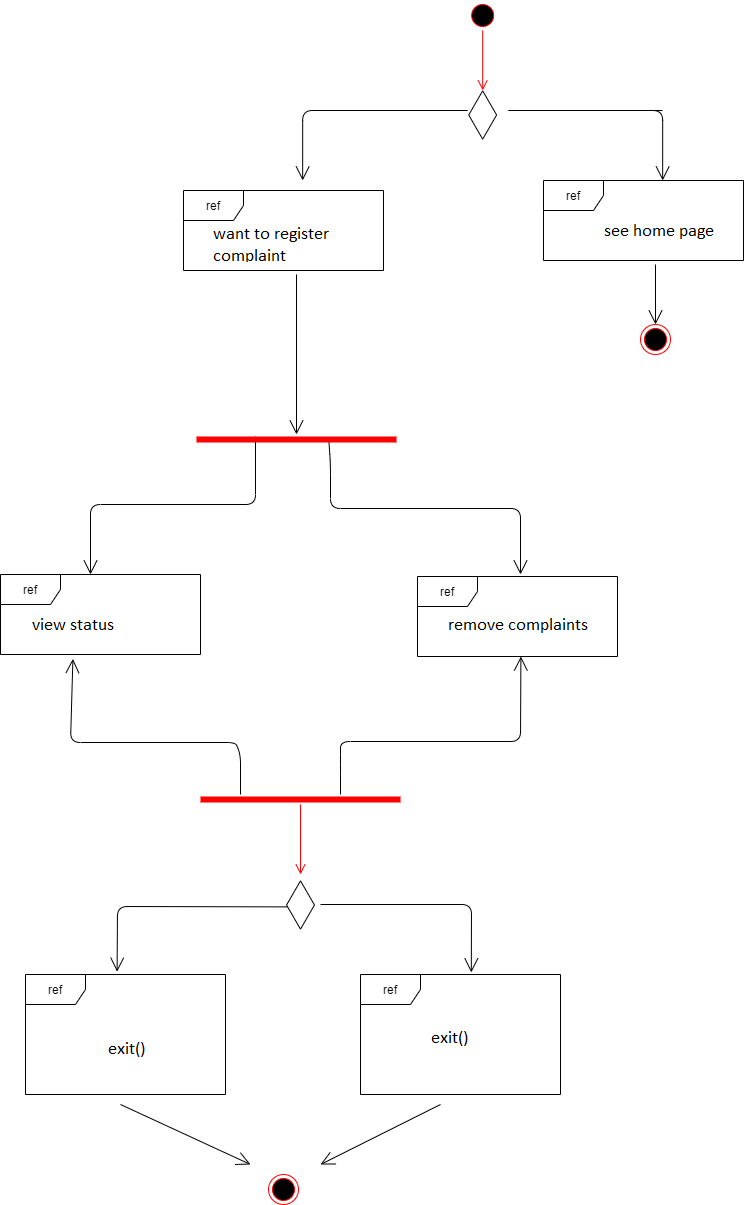 ref
want to register
complaint
ref
see home page
ref
view status
ref
remove complaints
ref
exit()
ref
exit()